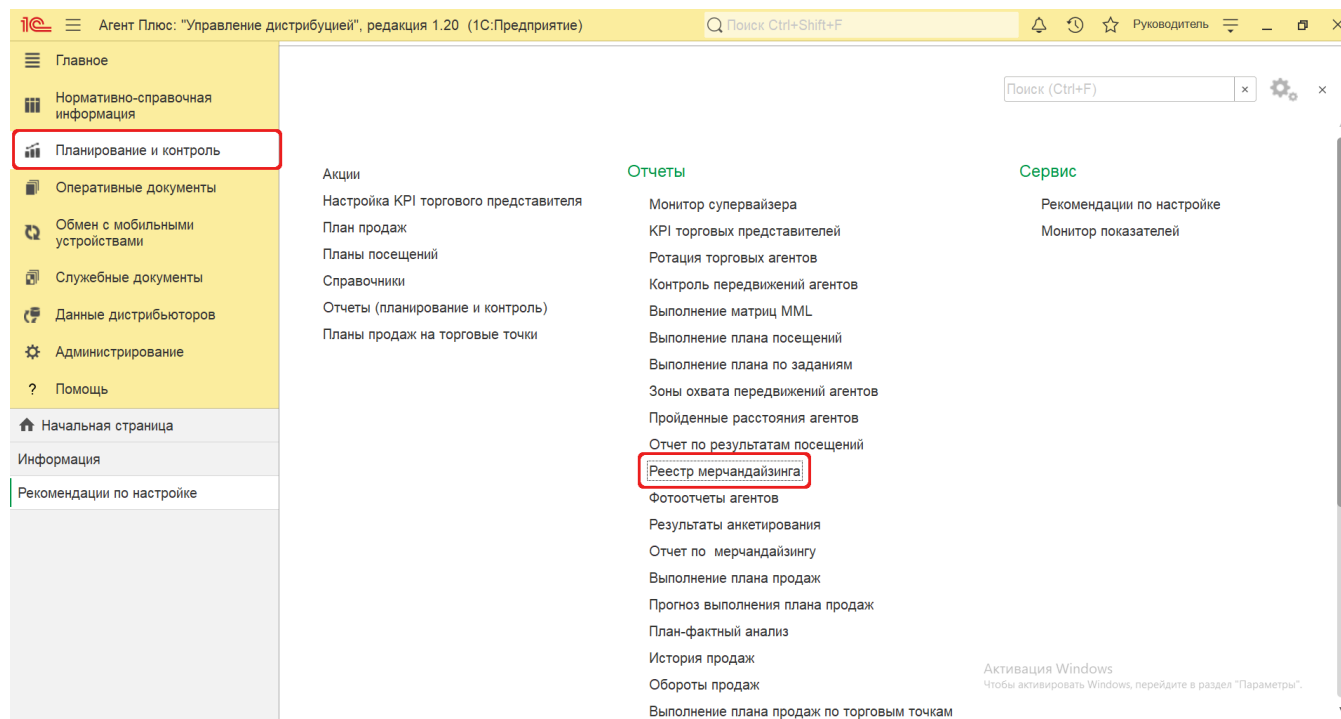 1С Агент Плюс: "Управление дистрибуцией", редакция 1.20 (1С:Предприятие)
Поиск Ctrl+Shift+F
Руководитель
Главное
Нормативно-справочная
информация
Планирование и контроль
Оперативные документы
Обмен с мобильными
устройствами
Служебные документы
Данные дистрибьюторов
Администрирование
? Помощь
Начальная страница
Информация
Рекомендации по настройке
Поиск (Ctrl+F)
×
×
Акции
Настройка KPI торгового представителя
План продаж
Планы посещений
Справочники
Отчеты (планирование и контроль)
Планы продаж на торговые точки
Отчеты
Монитор супервайзера
KPI торговых представителей
Ротация торговых агентов
Контроль передвижений агентов
Выполнение матриц MML
Выполнение плана посещений
Выполнение плана по заданиям
Зоны охвата передвижений агентов
Пройденные расстояния агентов
Отчет по результатам посещений
Реестр мерчандайзинга
Фотоотчеты агентов
Результаты анкетирования
Отчет по мерчандайзингу
Выполнение плана продаж
Прогноз выполнения плана продаж
План-фактный анализ
История продаж
Обороты продаж
Выполнение плана продаж по торговым точкам
Сервис
Рекомендации по настройке
Монитор показателей
Активация Windows
Чтобы активировать Windows, перейдите в раздел "Параметры".